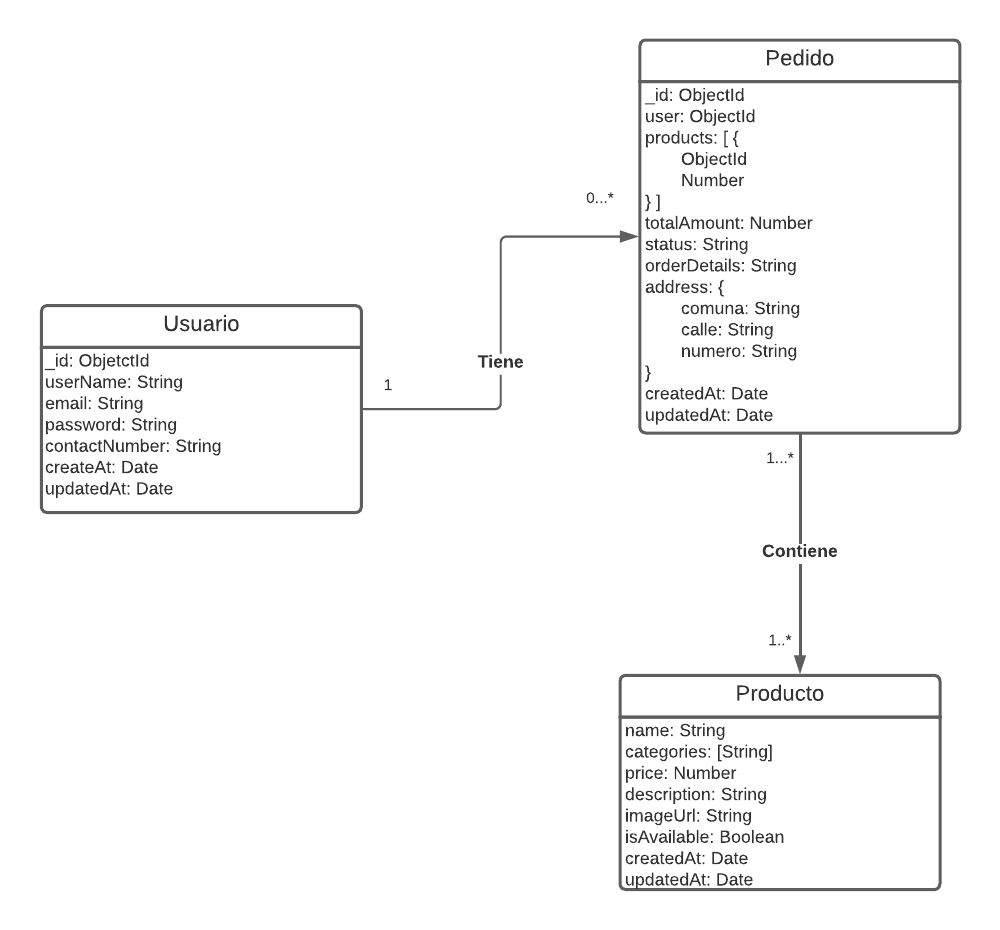 Pedido
_id: ObjectId
user: ObjectId
products: [ {
ObjectId
Number
} ]
totalAmount: Number
status: String
orderDetails: String
address: {
comuna: String
calle: String
numero: String
}
createdAt: Date
updatedAt: Date
0...*
Tiene
1
Usuario
_id: ObjetctId
userName: String
email: String
password: String
contactNumber: String
createAt: Date
updatedAt: Date
1...*
Contiene
1..*
Producto
name: String
categories: [String]
price: Number
description: String
imageUrl: String
isAvailable: Boolean
createdAt: Date
updatedAt: Date